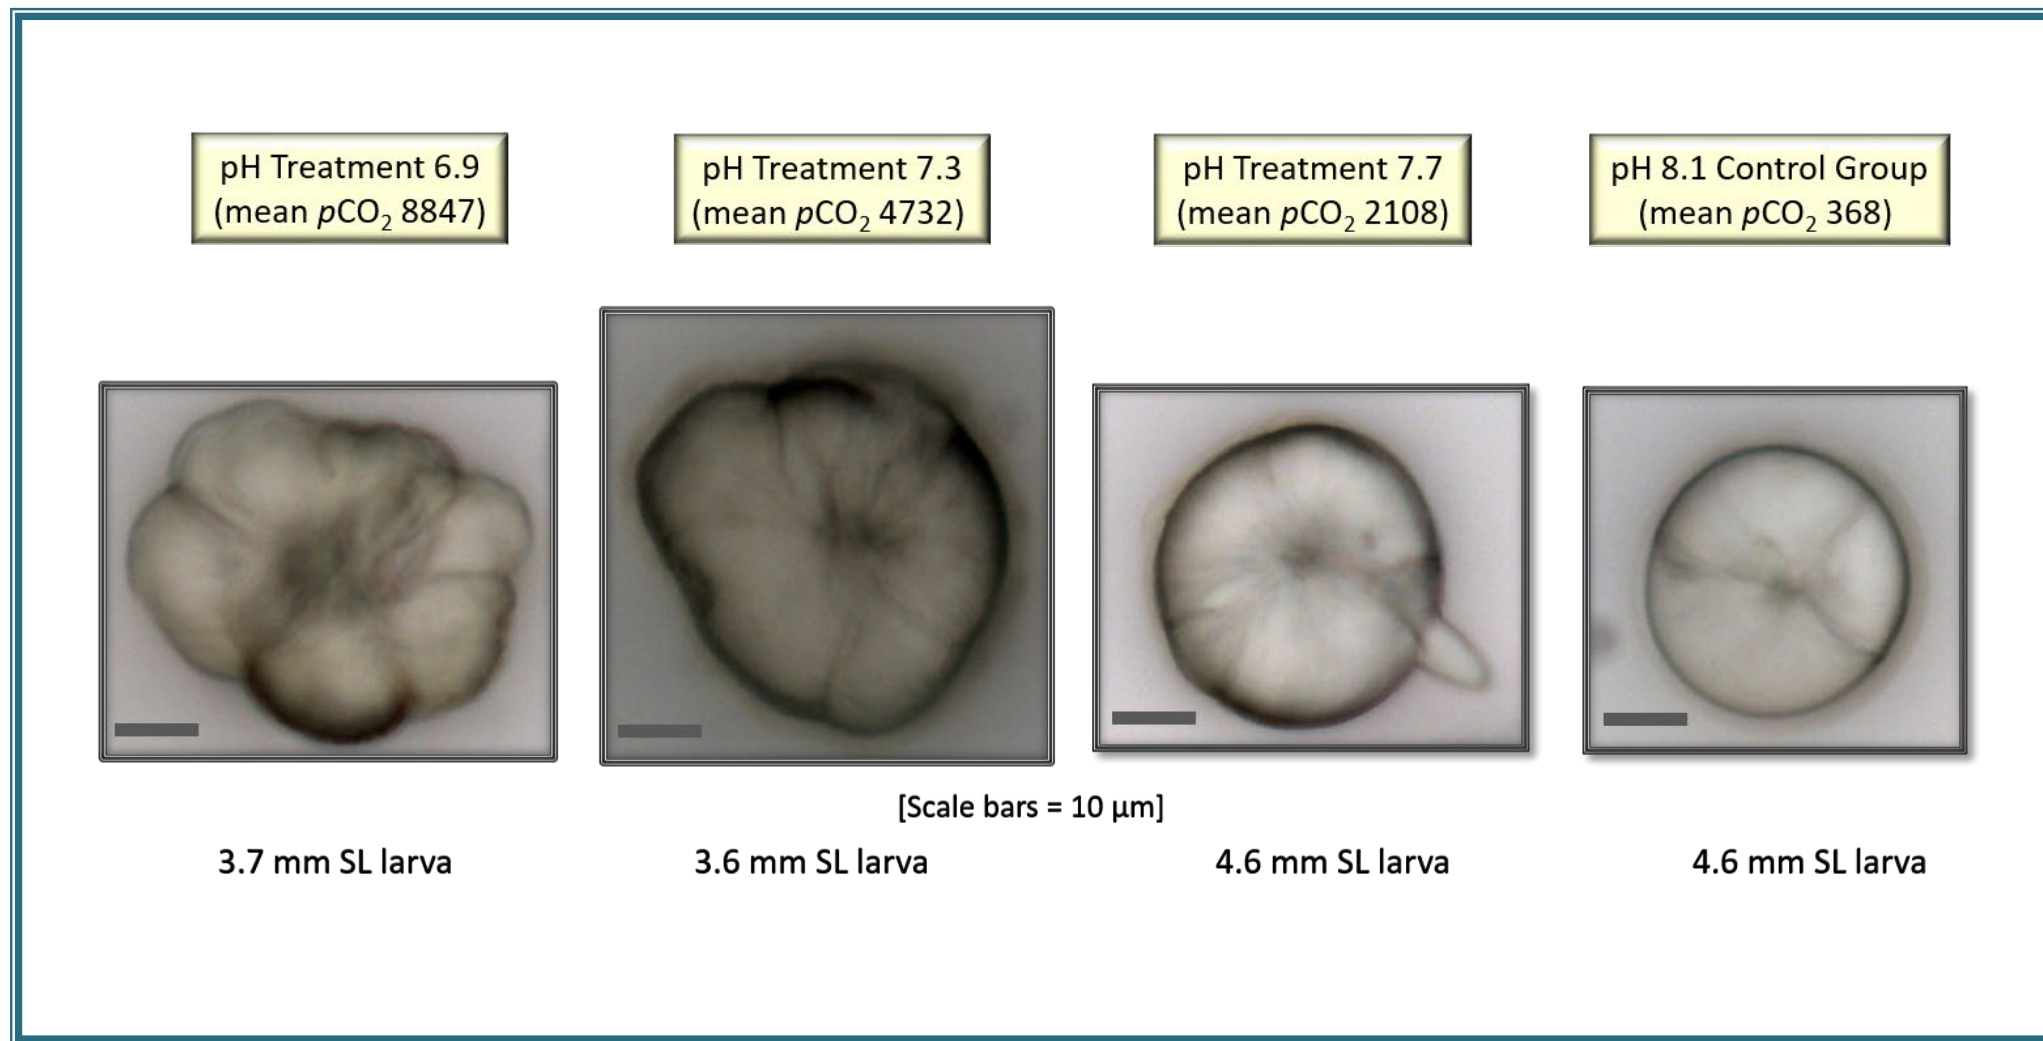 pH Treatment 6.9
(mean pCO₂ 8847)
pH Treatment 7.3
(mean pCO₂ 4732)
pH Treatment 7.7
(mean pCO₂ 2108)
pH 8.1 Control Group
(mean pCO₂ 368)
[Scale bars = 10 µm]
3.7 mm SL larva
3.6 mm SL larva
4.6 mm SL larva
4.6 mm SL larva